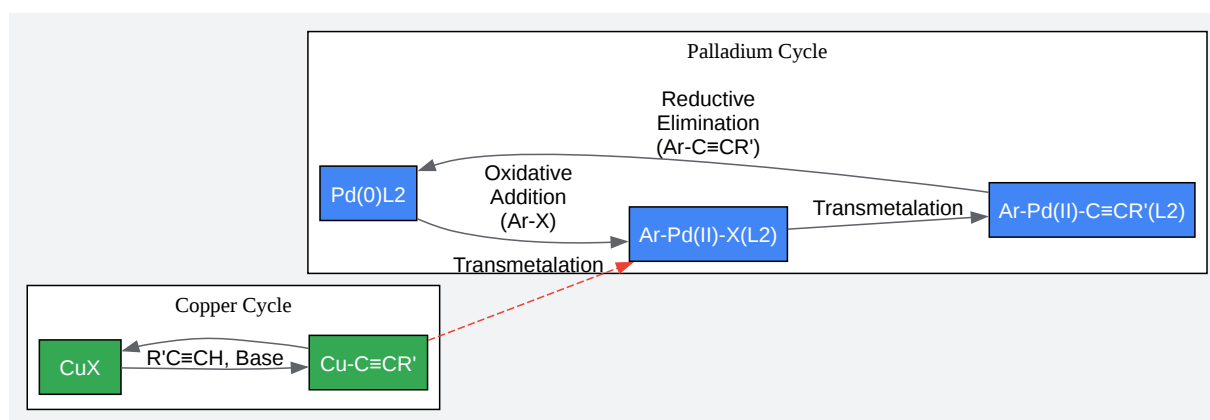 Palladium Cycle
Reductive
Elimination
(Ar-C≡CR')
Pd(0)L2
Oxidative
Addition
(Ar-X)
Ar-Pd(II)-X(L2)
Transmetalation
Ar-Pd(II)-C≡CR'(L2)
Transmetalation
Copper Cycle
CuX
R'C≡CH, Base
Cu-C≡CR'